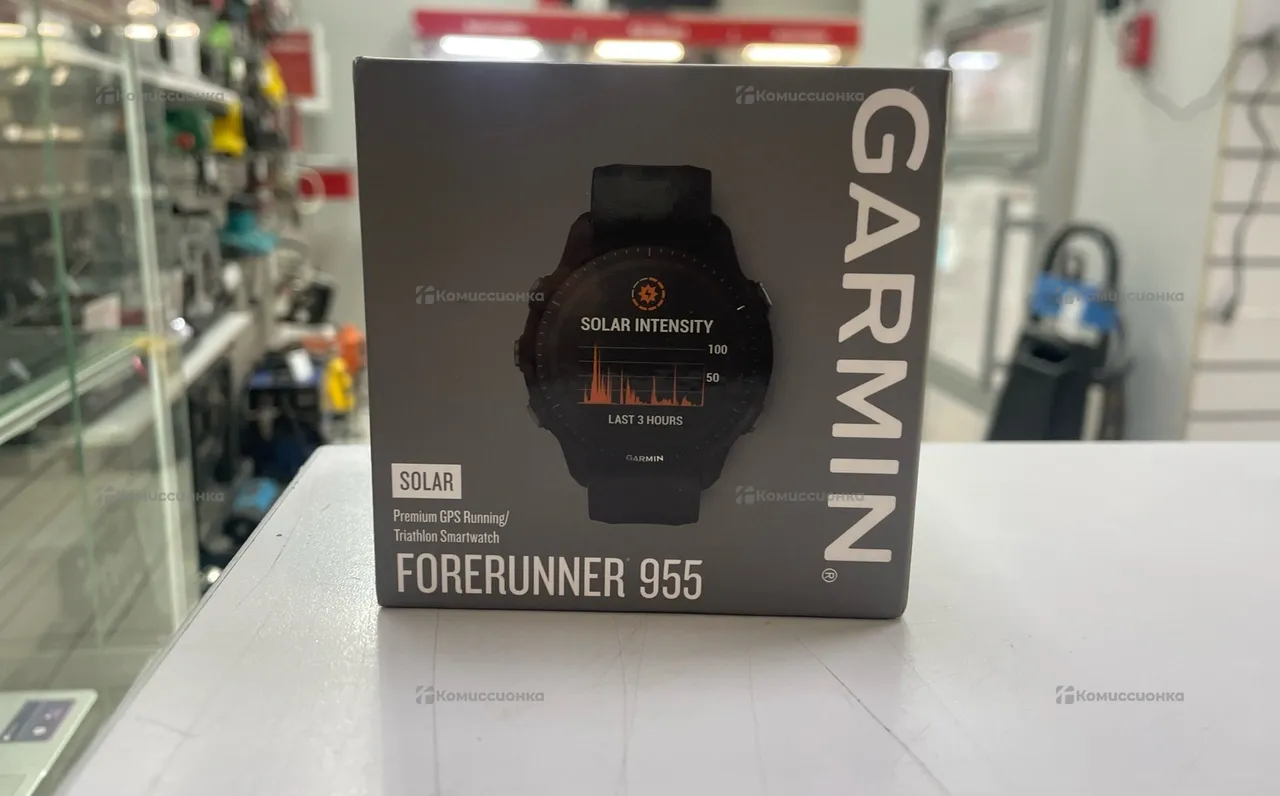 Комиссионка
Комиссионка
GARMIN®
SOLAR INTENSITY
100
50
LAST 3 HOURS
GARMIN
Комиссионка
Комиссионка
SOLAR
Premium GPS Running/
Triathlon Smartwatch
FORERUNNER 955
Комиссионка
Комиссионка
Комиссионка
Комиссионка